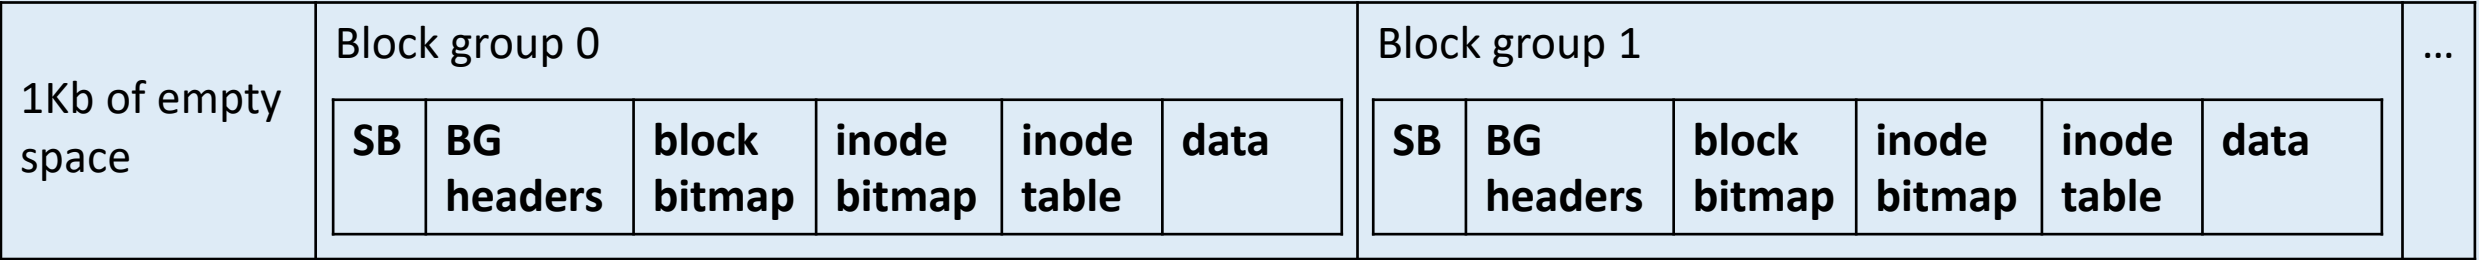 1Kb of empty
space
Block group 0
SB
BG
headers
block
bitmap
inode
bitmap
inode
table
data
Block group 1
SB
BG
headers
block
bitmap
inode
bitmap
inode
table
data
...